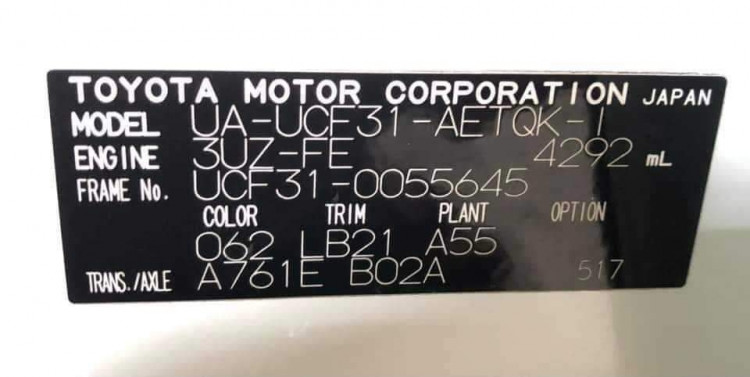 TOYOTA MOTOR CORPORATION JAPAN
MODEL UA-UCF31-AETQK-I
ENGINE 3UZ-FE 4292 mL
FRAME No. UCF31-0055645
COLOR TRIM PLANT OPTION
062 LB21 A55
TRANS./AXLE A761E B02A 517